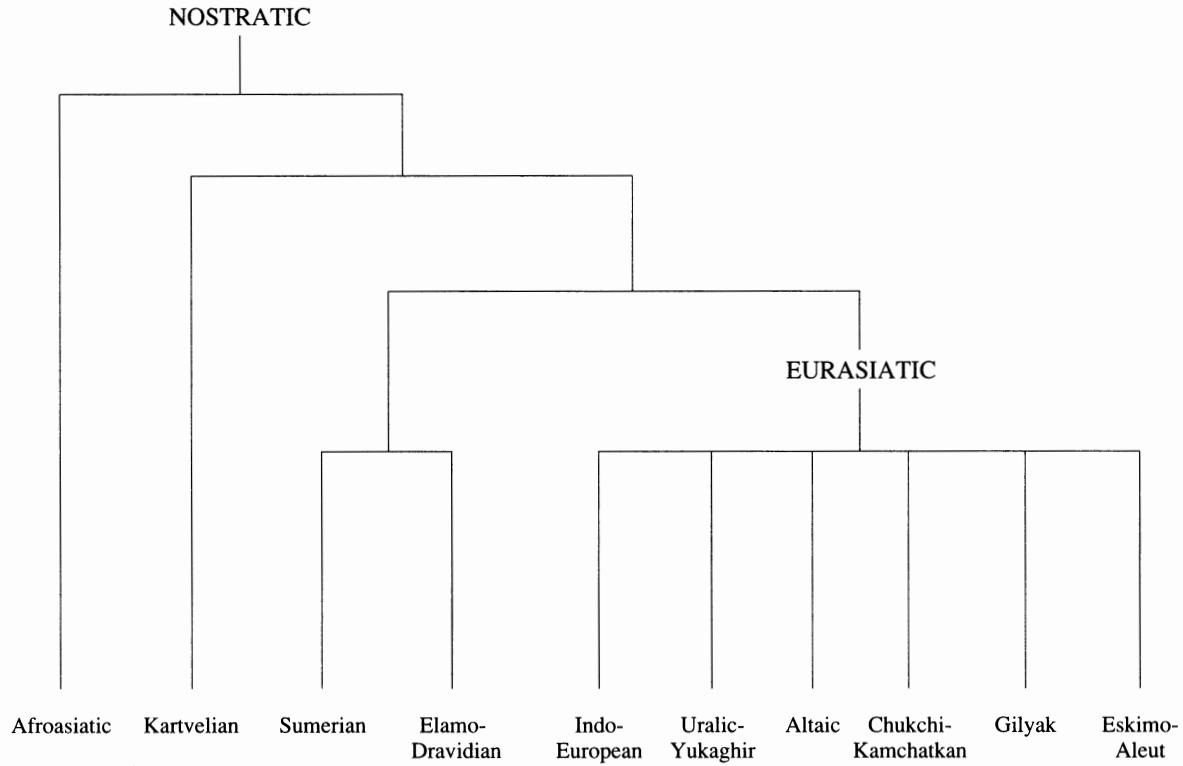 NOSTRATIC
EURASIATIC
Afroasiatic
Kartvelian
Sumerian
Elamo-
Dravidian
Indo-
European
Uralic-
Yukaghir
Altaic
Chukchi-
Kamchatkan
Gilyak
Eskimo-
Aleut